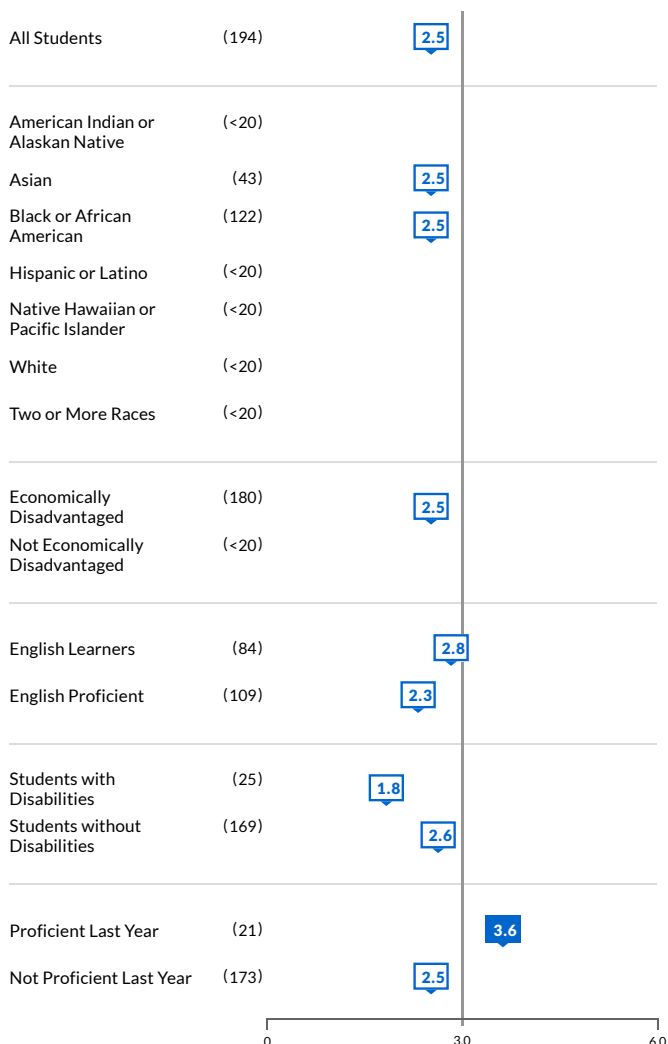 All Students (194) 2.5
American Indian or (<20)
Alaskan Native
Asian (43) 2.5
Black or African (122) 2.5
American
Hispanic or Latino (<20)
Native Hawaiian or (<20)
Pacific Islander
White (<20)
Two or More Races (<20)
Economically (180) 2.5
Disadvantaged
Not Economically (<20)
Disadvantaged
English Learners (84) 2.8
English Proficient (109) 2.3
Students with (25) 1.8
Disabilities
Students without (169) 2.6
Disabilities
Proficient Last Year (21) 3.6
Not Proficient Last Year (173) 2.5
0 3.0 6.0